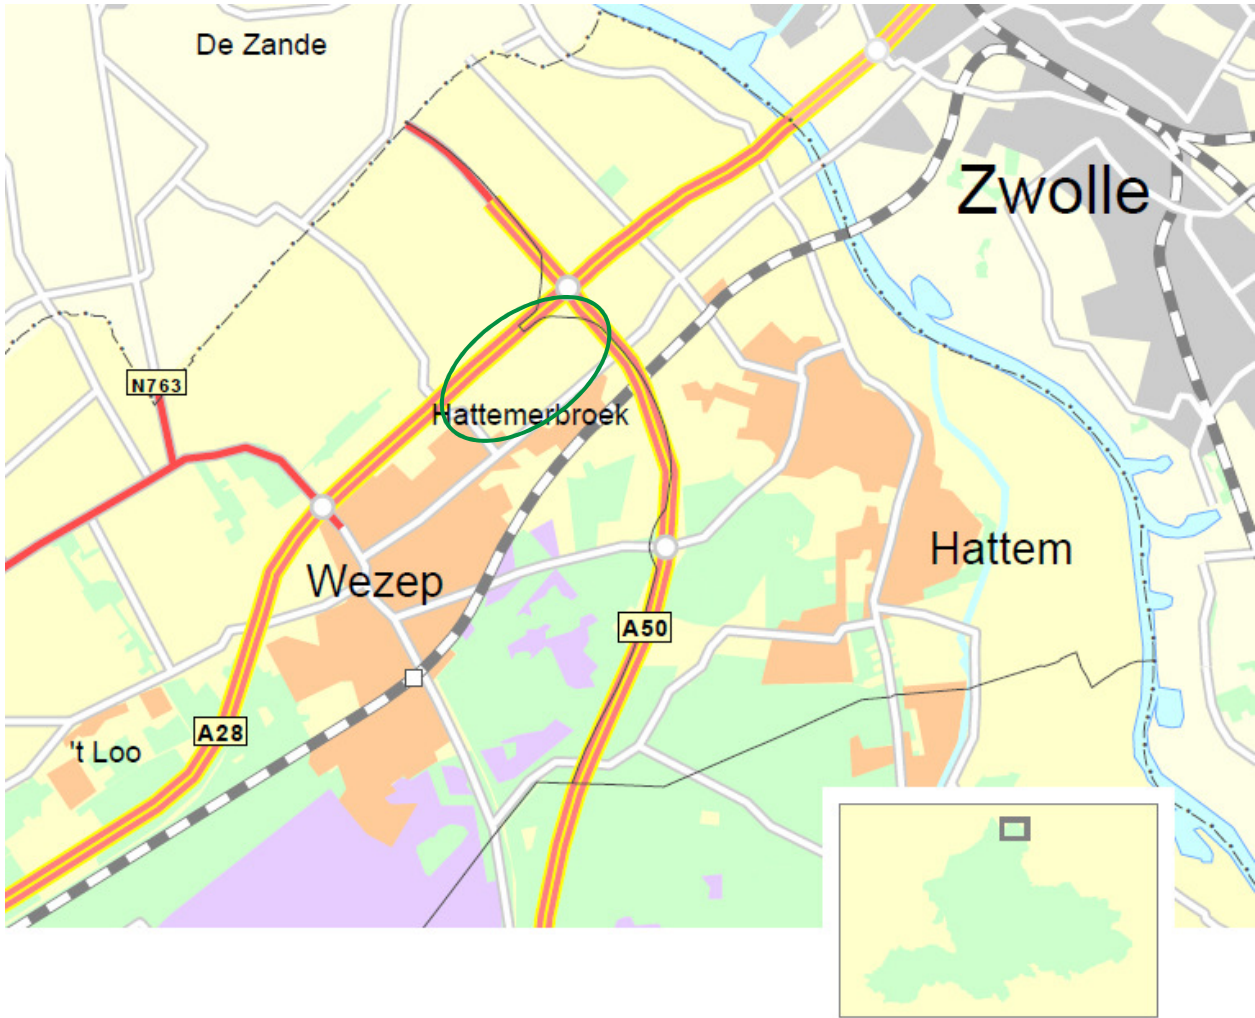 De Zande
Zwolle
N763
Hattemerbroek
Hattem
Wezep
A50
A28
't Loo